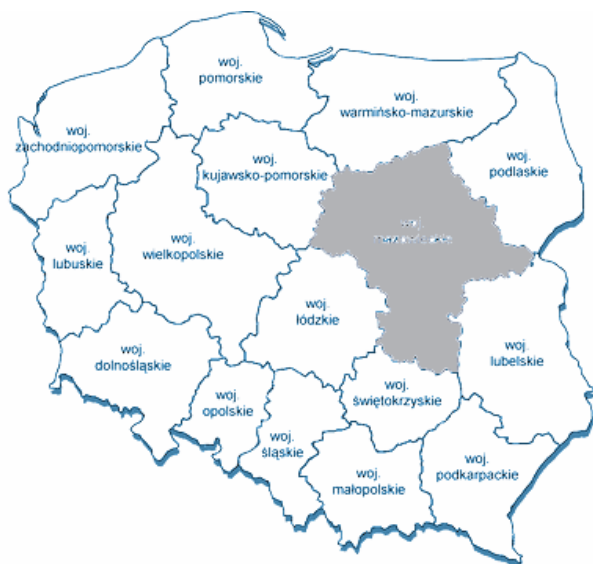 woj.
pomorskie
woj.
warmińsko-mazurskie
woj.
zachodniopomorskie
woj.
kujawsko-pomorskie
woj.
podlaskie
woj.
woj.
wielkopolskie
woj.
lubuskie
woj.
łódzkie
woj.
dolnośląskie
woj.
lubelskie
woj.
opolskie
woj.
świętokrzyskie
woj.
śląskie
woj.
małopolskie
woj.
podkarpackie